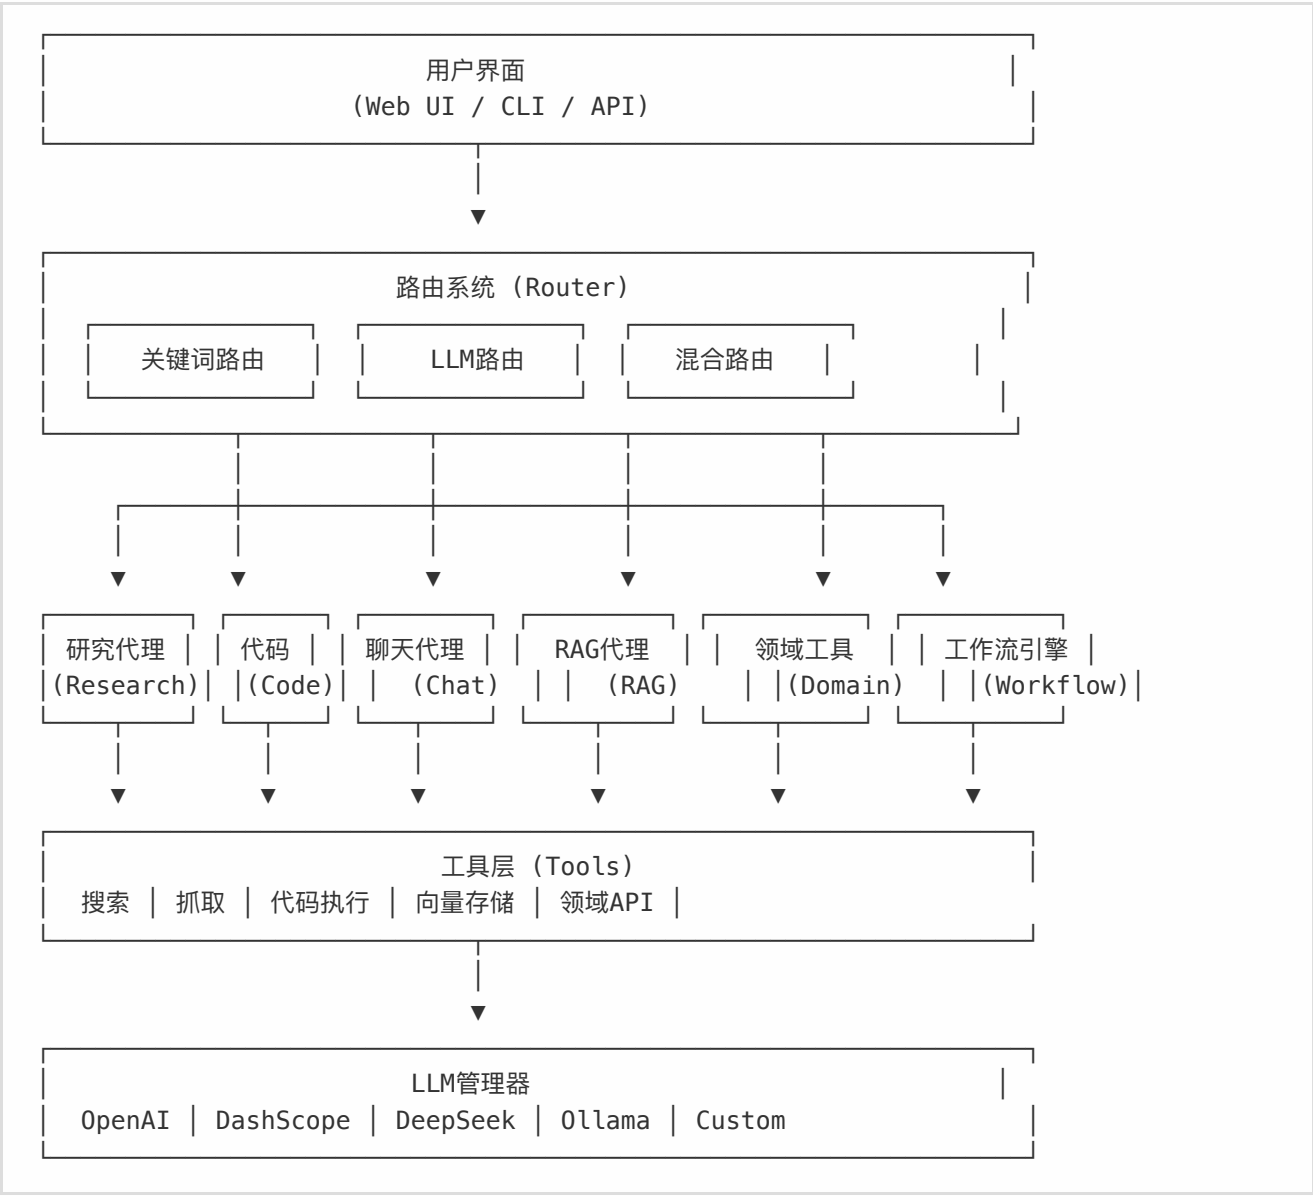 用户界面
(Web UI / CLI / API)
路由系统 (Router)
关键词路由 LLM路由 混合路由
研究代理 代码 聊天代理 RAG代理 领域工具 工作流引擎
(Research) (Code) (Chat) (RAG) (Domain) (Workflow)
工具层 (Tools)
搜索 | 抓取 | 代码执行 | 向量存储 | 领域API |
LLM管理器
OpenAI | DashScope | DeepSeek | Ollama | Custom